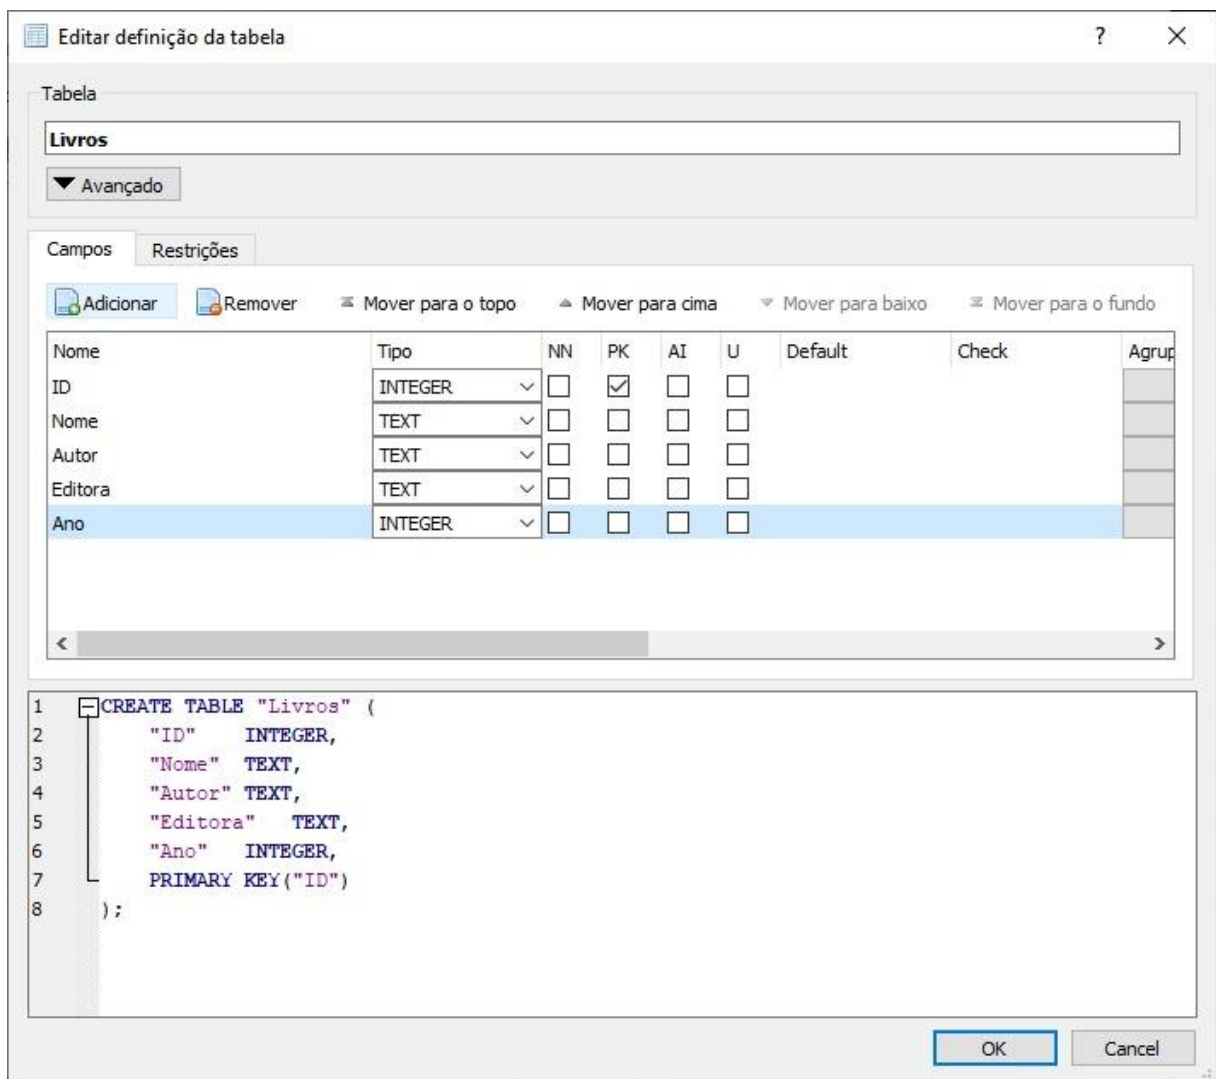 Editar definição da tabela ?
Tabela
Livros
Avançado
Campos Restrições
Adicionar Remover Mover para o topo Mover para cima Mover para baixo Mover para o fundo
Nome Tipo NN PK AI U Default Check Agrup
ID INTEGER
Nome TEXT
Autor TEXT
Editora TEXT
Ano INTEGER
1 CREATE TABLE "Livros" (
2 "ID" INTEGER,
3 "Nome" TEXT,
4 "Autor" TEXT,
5 "Editora" TEXT,
6 "Ano" INTEGER,
7 PRIMARY KEY("ID")
8 );
OK Cancel